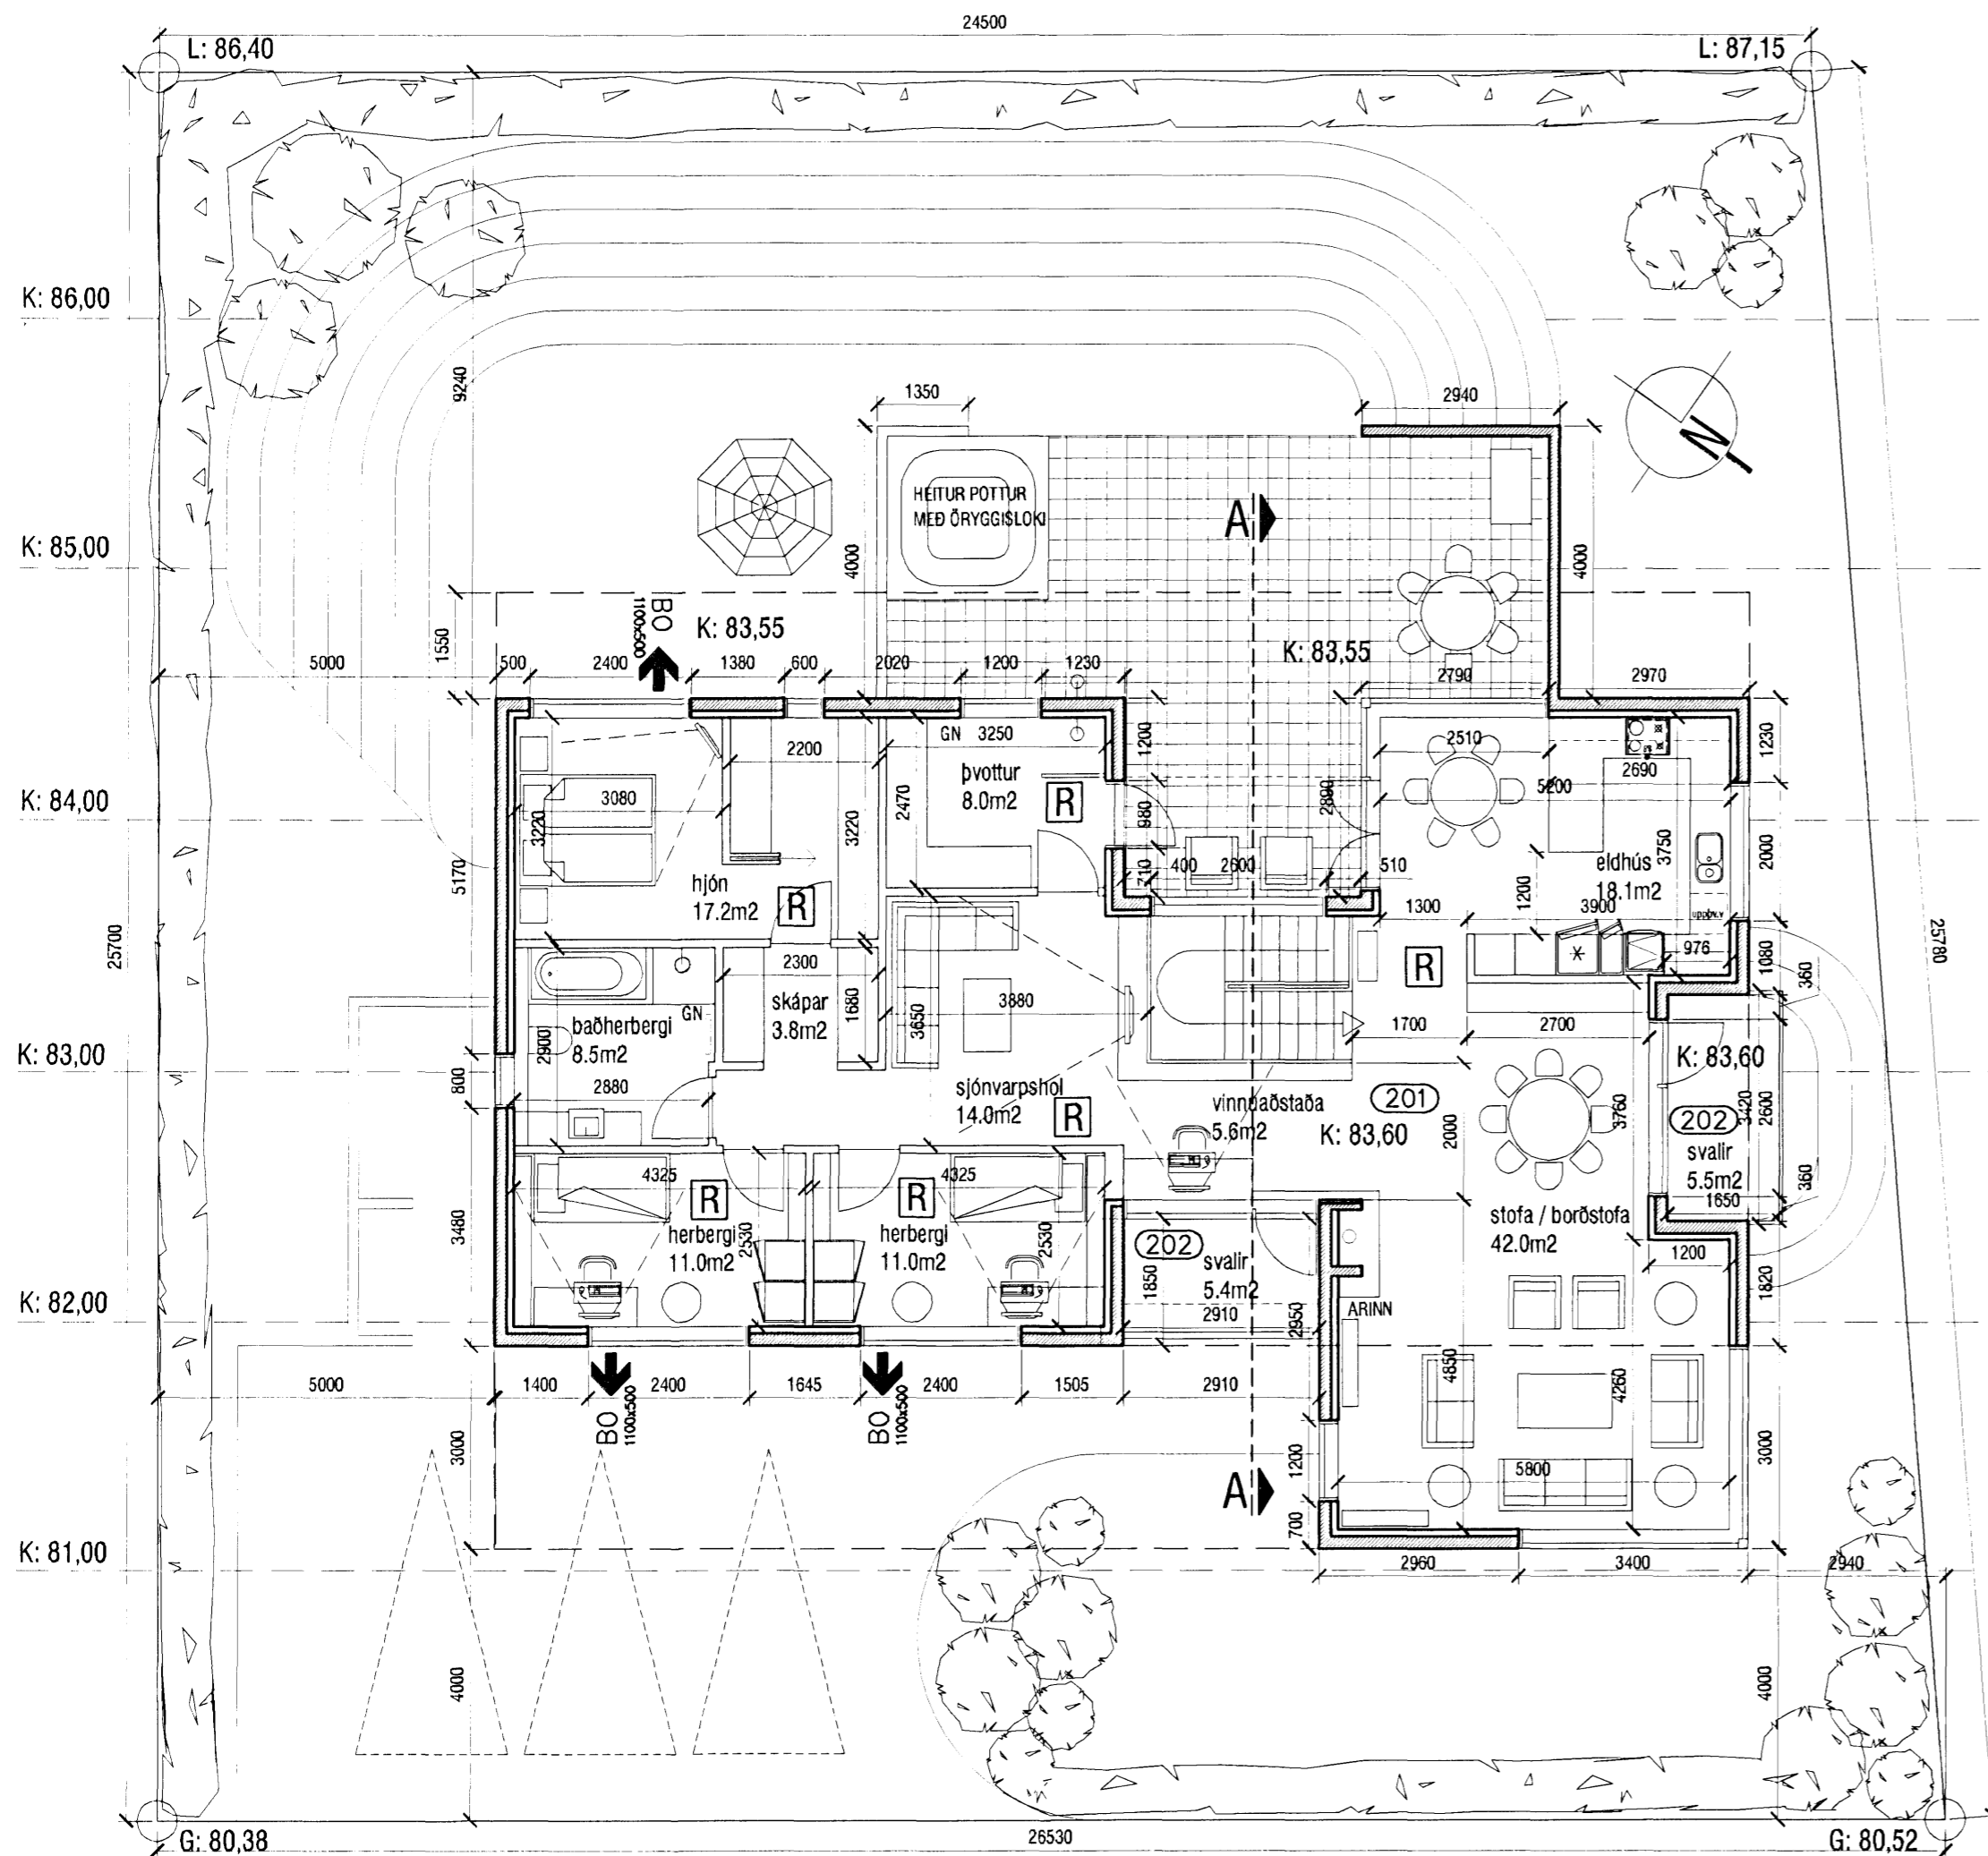 24500
L: 86,40
L: 87,15
K: 86,00
9240
1350
2940
HEITUR POTTUR
MEÐ ÖRYGGISLOKI
A
N
K: 85,00
4000
4000
1550
BO
1100x500
K: 83,55
K: 83,55
5000
500
2400
1380
600
2020
1200
1230
2790
2970
GN
3250
2200
1200
2510
2690
5200
1230
þvottur
8.0m2
R
2470
3080
3220
3220
980
2890
K: 84,00
5170
hjón
17.2m2
R
710
400
2600
510
eldhús
18.1m2
3750
2000
1200
1300
3900
uppþv.v
976
1080
360
25700
25780
R
2300
skápar
3.8m2
1680
3650
3880
GN
baðherbergi
8.5m2
2900
1700
2700
K: 83,00
800
2880
sjónvarpshol
14.0m2
R
vinnuaðstaða
5.6m2
201
K: 83,60
2000
3760
K: 83,60
202
svalir
5.5m2
3420
2600
360
1650
4325
4325
R
R
herbergi
11.0m2
2530
herbergi
11.0m2
2530
3480
202
svalir
5.4m2
1850
2910
2950
ARINN
stofa / borðstofa
42.0m2
1200
1820
K: 82,00
5000
1400
2400
1645
2400
1505
2910
BO
1100x500
BO
1100x500
4850
4260
3000
1200
A
5800
3000
700
K: 81,00
2960
3400
2940
4000
4000
G: 80,38
26530
G: 80,52